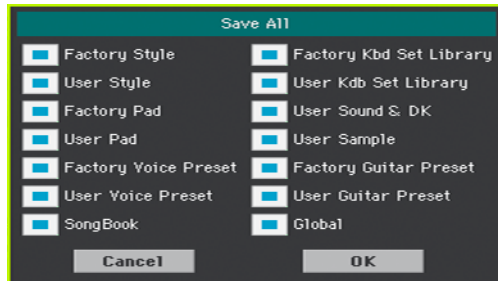 Save All
Factory Style
Factory Kbd Set Library
User Style
User Kdb Set Library
Factory Pad
User Sound & DK
User Pad
User Sample
Factory Voice Preset
Factory Guitar Preset
User Voice Preset
User Guitar Preset
SongBook
Global
Cancel
OK